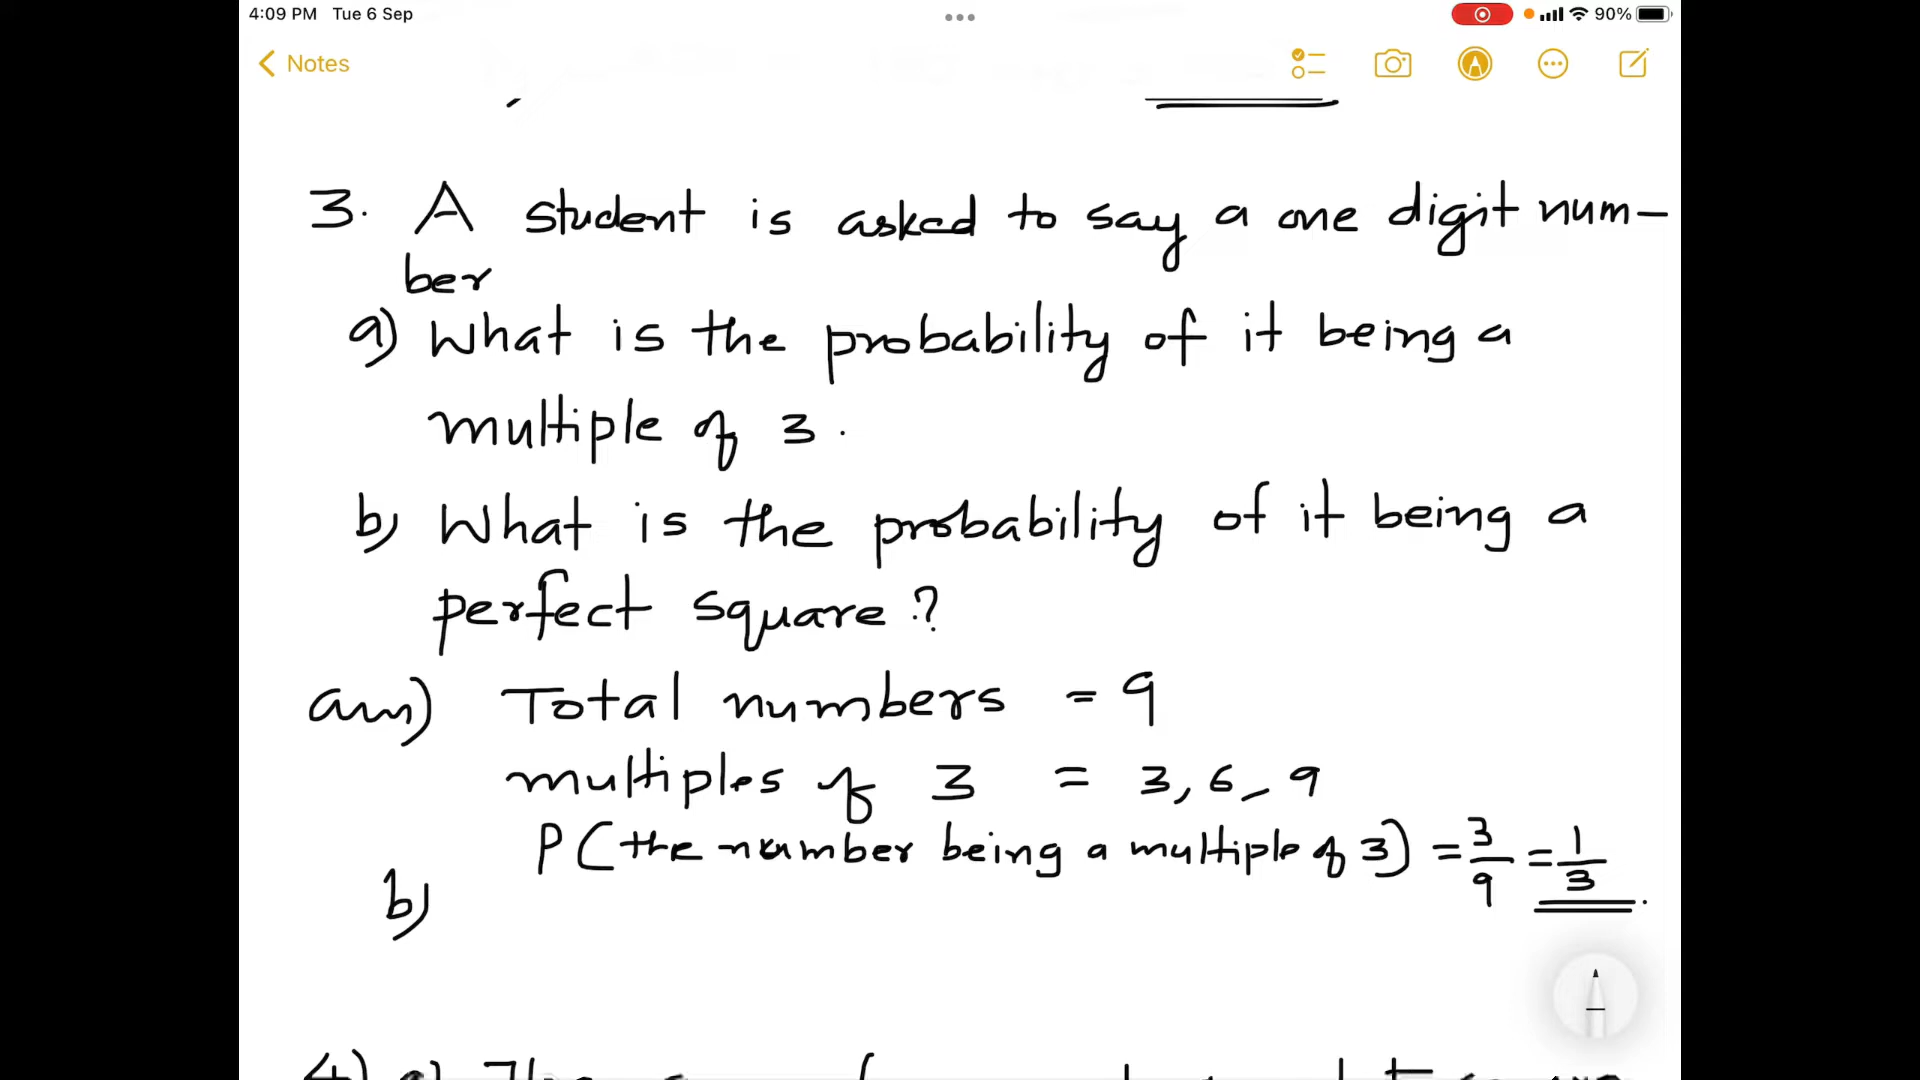 4:09 PM Tue 6 Sep 90%
Notes
3. A student is asked to say a one digit num-
ber
a) What is the probability of it being a
multiple of 3.
b) What is the probability of it being a
perfect square?
ans) Total numbers = 9
multiples of 3 = 3, 6, 9
P(the number being a multiple of 3) = 3/9 = 1/3.
b)
4) a) The